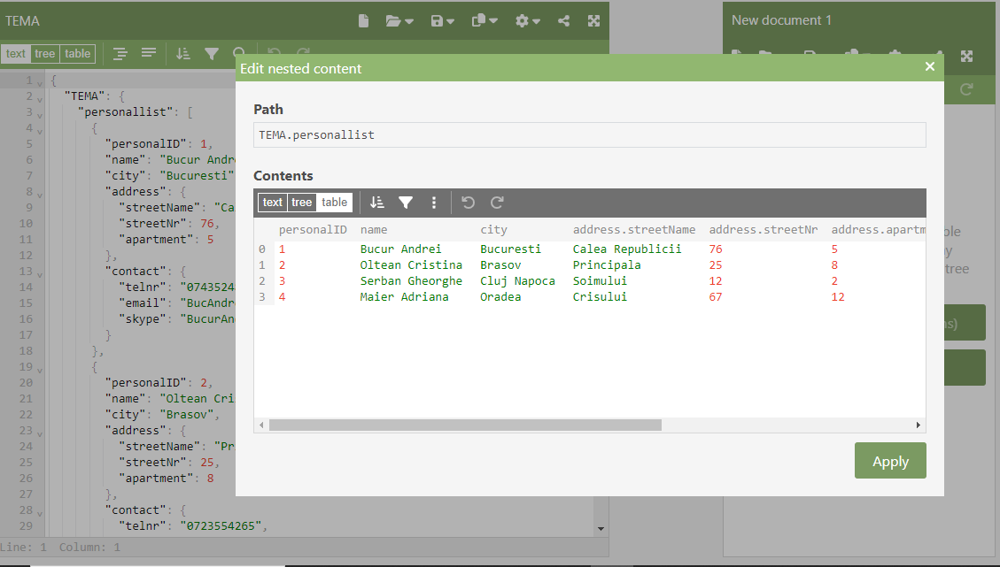 TEMA
New document 1
text tree table
Edit nested content
Path
TEMA.personallist
Contents
text tree table
personalID name city address.streetName address.streetNr address.apartm
0 1 Bucur Andrei Bucuresti Calea Republicii 76 5
1 2 Oltean Cristina Brasov Principala 25 8
2 3 Serban Gheorghe Cluj Napoca Soimului 12 2
3 4 Maier Adriana Oradea Crisului 67 12
Apply
1 {
2 "TEMA": {
3 "personallist": [
4 {
5 "personalID": 1,
6 "name": "Bucur Andre
7 "city": "Bucuresti"
8 "address": {
9 "streetName": "Ca
10 "streetNr": 76,
11 "apartment": 5
12 },
13 "contact": {
14 "telnr": "0743524
15 "email": "BucAndre
16 "skype": "BucurAn
17 }
18 },
19 {
20 "personalID": 2,
21 "name": "Oltean Cri
22 "city": "Brasov",
23 "address": {
24 "streetName": "Pr
25 "streetNr": 25,
26 "apartment": 8
27 },
28 "contact": {
29 "telnr": "0723554265",
Line: 1 Column: 1
ble
y
tree
ns)